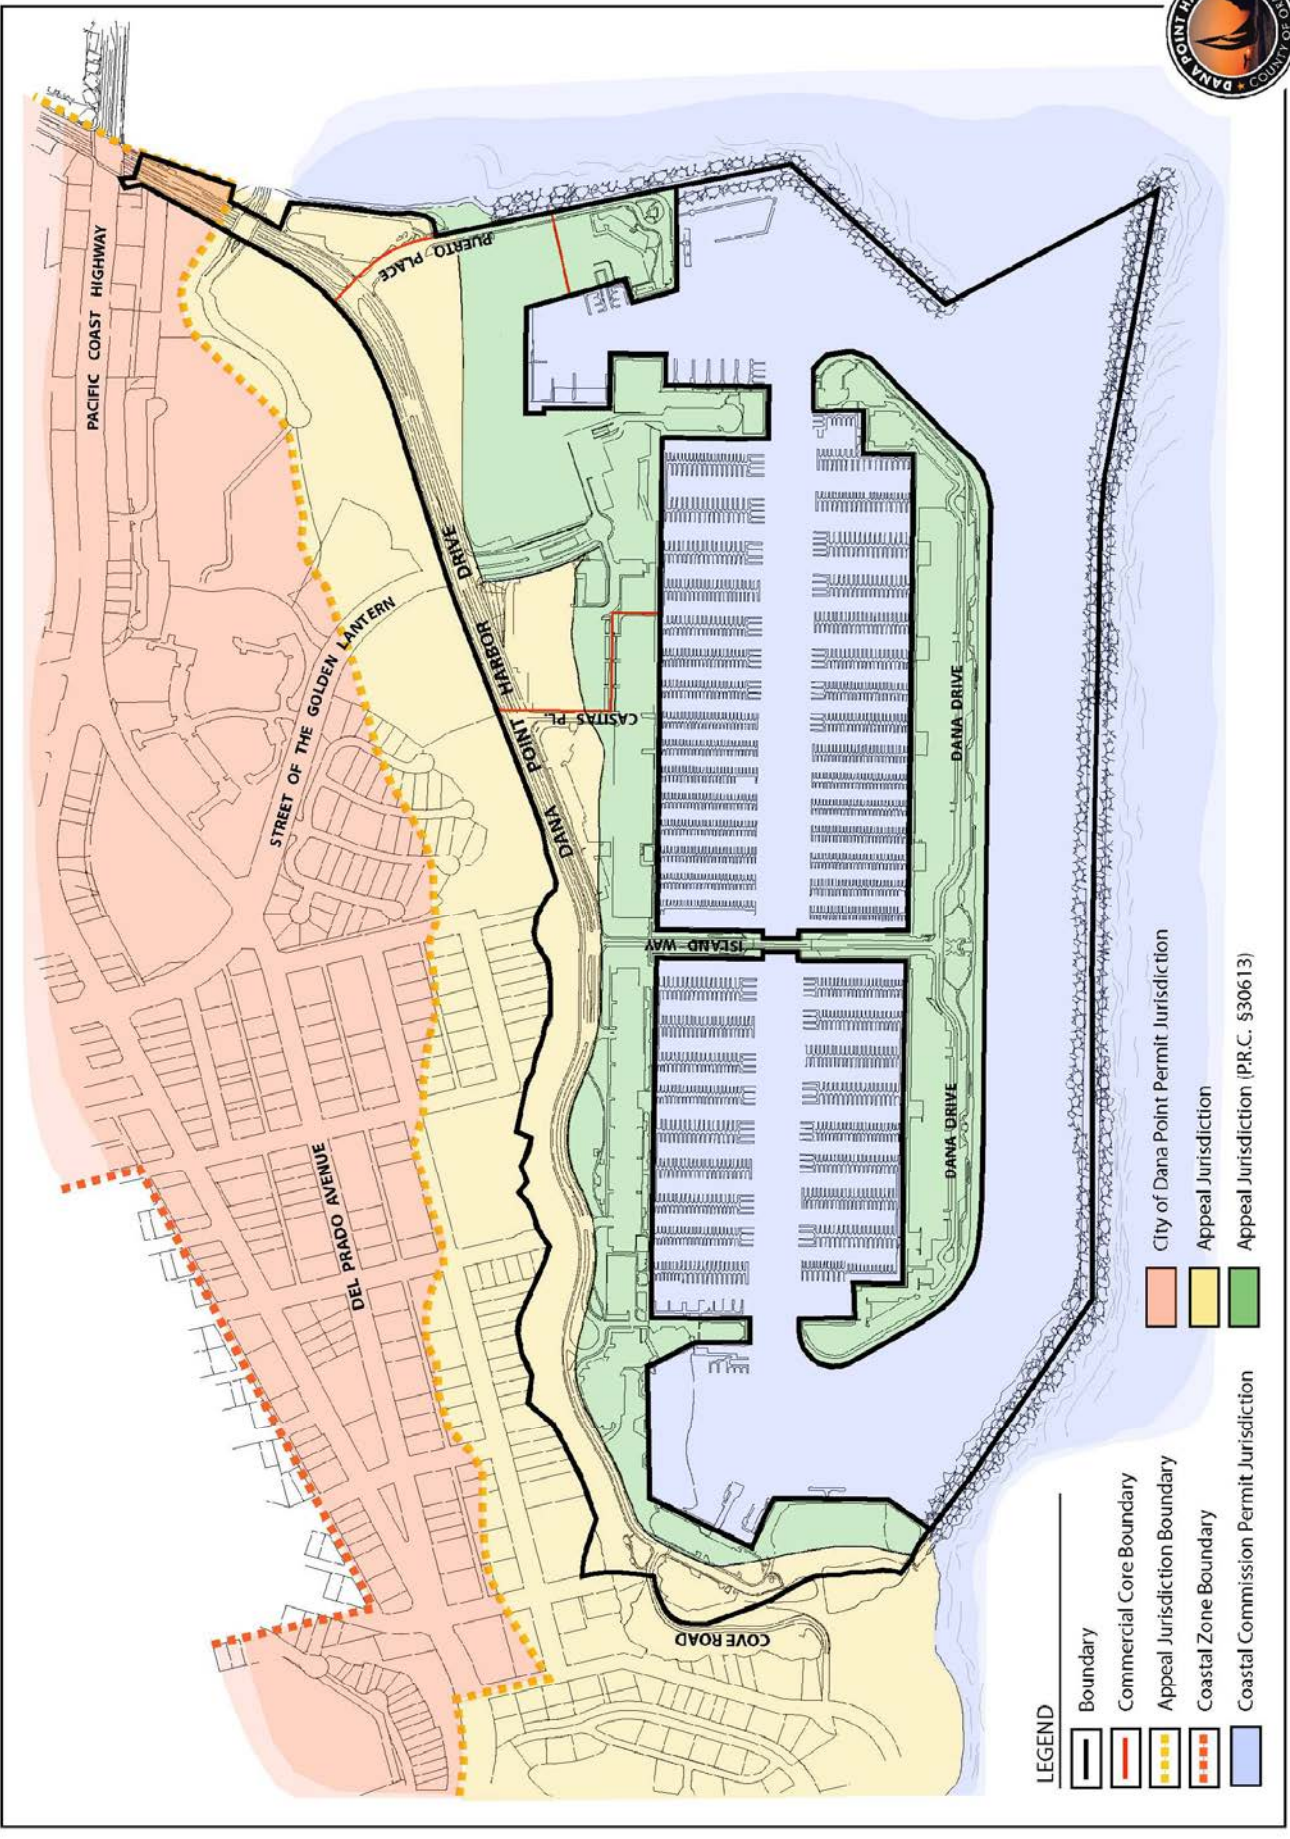 PACIFIC COAST HIGHWAY
PUERTO PLACE
STREET OF THE GOLDEN LANTERN
DANA POINT HARBOR DRIVE
CASITAS PL.
DEL PRADO AVENUE
ISLAND WAY
DANA DRIVE
DANA DRIVE
COVE ROAD
LEGEND
Boundary
Commercial Core Boundary
Appeal Jurisdiction Boundary
Coastal Zone Boundary
Coastal Commission Permit Jurisdiction
City of Dana Point Permit Jurisdiction
Appeal Jurisdiction
Appeal Jurisdiction (P.R.C. §30613)
DANA POINT
COUNTY OF